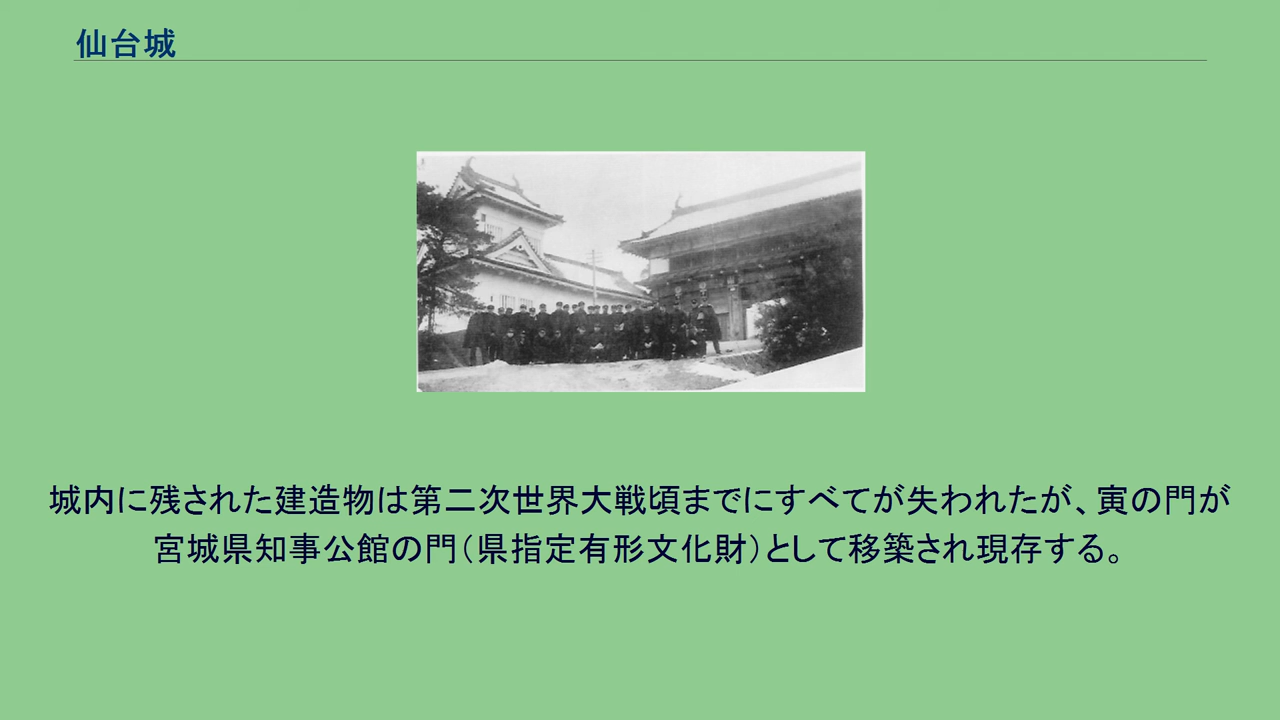 仙台城
城内に残された建造物は第二次世界大戦頃までにすべてが失われたが、寅の門が
宮城県知事公館の門（県指定有形文化財）として移築され現存する。